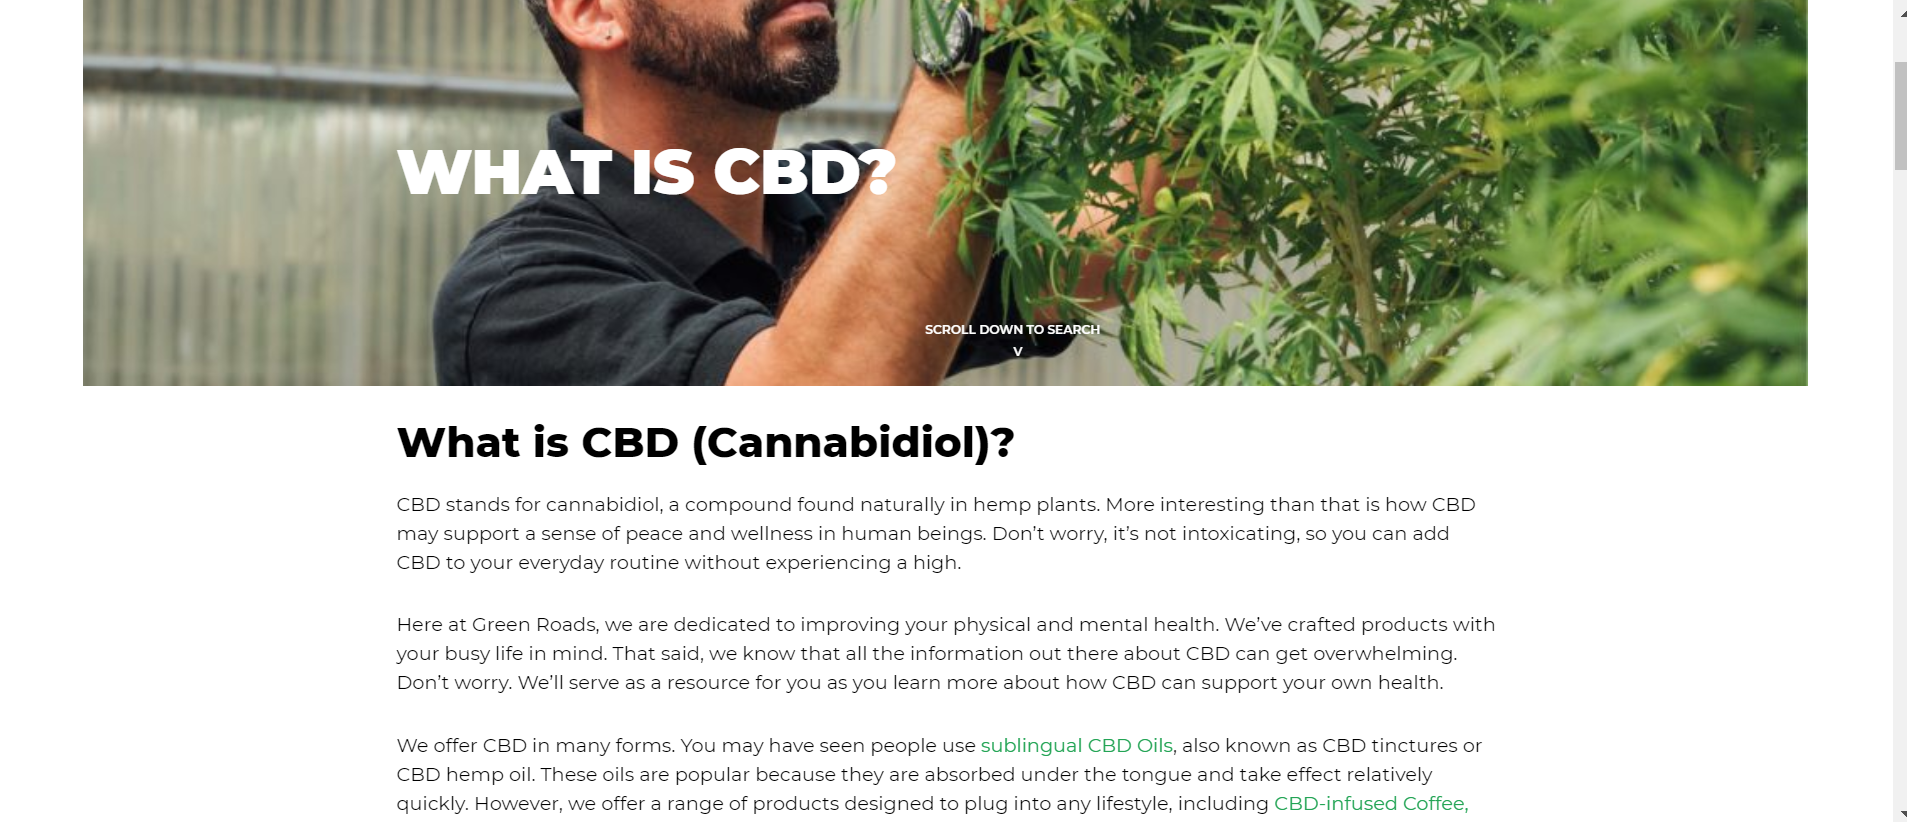 WHAT IS CBD?
SCROLL DOWN TO SEARCH
V
What is CBD (Cannabidiol)?
CBD stands for cannabidiol, a compound found naturally in hemp plants. More interesting than that is how CBD
may support a sense of peace and wellness in human beings. Don’t worry, it’s not intoxicating, so you can add
CBD to your everyday routine without experiencing a high.
Here at Green Roads, we are dedicated to improving your physical and mental health. We’ve crafted products with
your busy life in mind. That said, we know that all the information out there about CBD can get overwhelming.
Don’t worry. We’ll serve as a resource for you as you learn more about how CBD can support your own health.
We offer CBD in many forms. You may have seen people use sublingual CBD Oils, also known as CBD tinctures or
CBD hemp oil. These oils are popular because they are absorbed under the tongue and take effect relatively
quickly. However, we offer a range of products designed to plug into any lifestyle, including CBD-infused Coffee,